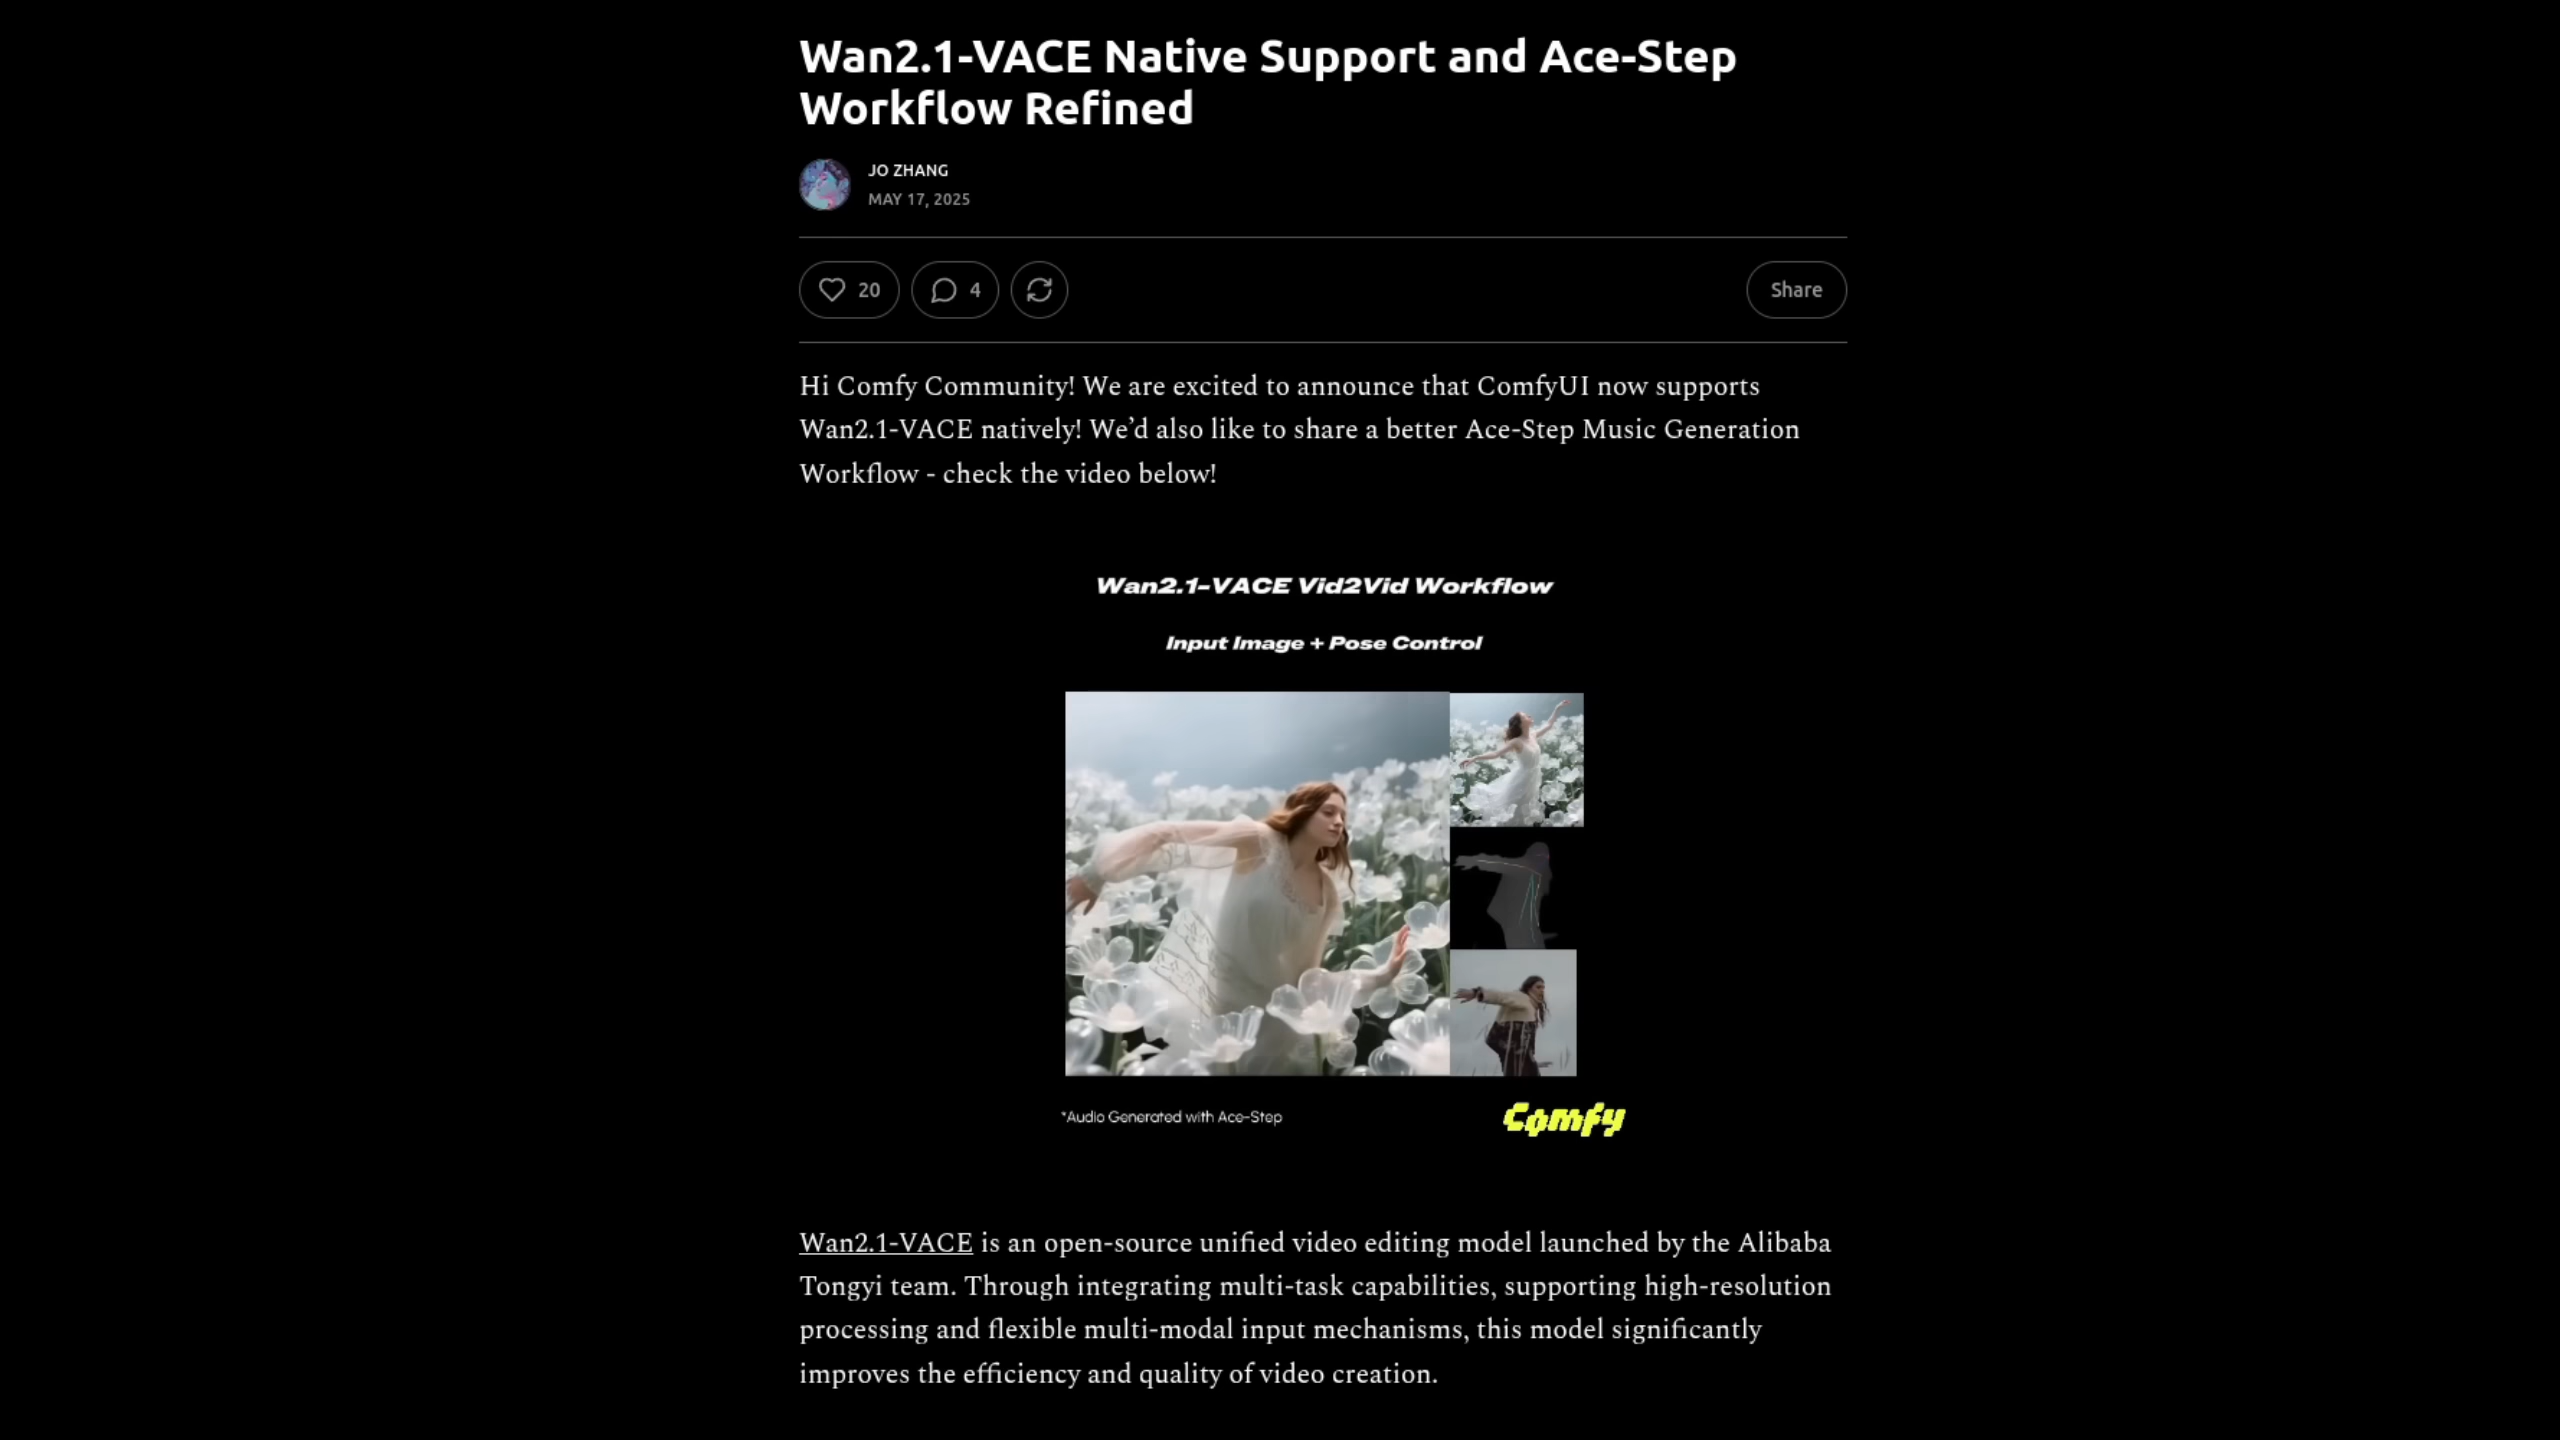 Wan2.1-VACE Native Support and Ace-Step
Workflow Refined
JO ZHANG
MAY 17, 2025
20
4
Share
Hi Comfy Community! We are excited to announce that ComfyUI now supports
Wan2.1-VACE natively! We’d also like to share a better Ace-Step Music Generation
Workflow - check the video below!
Wan2.1-VACE Vid2Vid Workflow
Input Image + Pose Control
*Audio Generated with Ace-Step
Comfy
Wan2.1-VACE is an open-source unified video editing model launched by the Alibaba
Tongyi team. Through integrating multi-task capabilities, supporting high-resolution
processing and flexible multi-modal input mechanisms, this model significantly
improves the efficiency and quality of video creation.